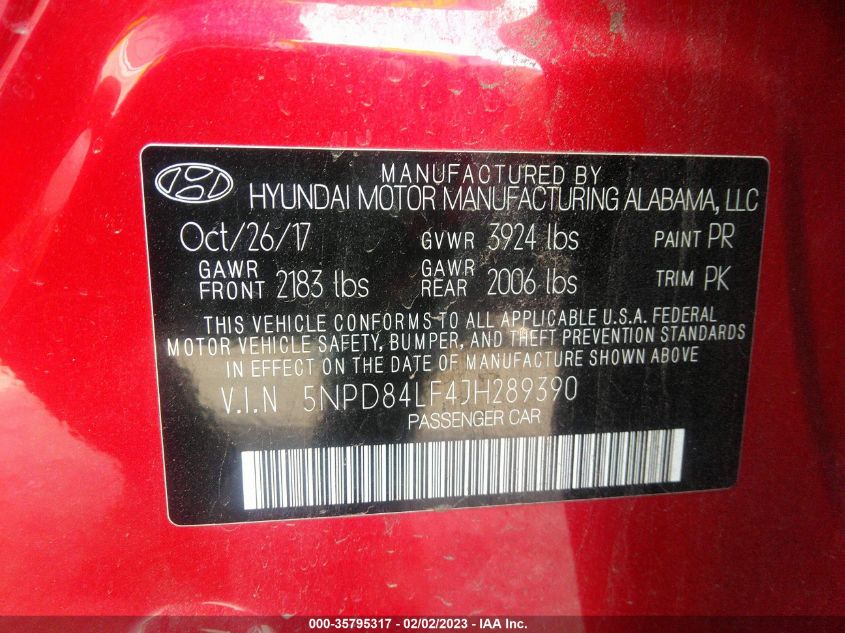 MANUFACTURED BY
HYUNDAI MOTOR MANUFACTURING ALABAMA, LLC
Oct/26/17 GVWR 3924 lbs PAINT PR
GAWR FRONT 2183 lbs GAWR REAR 2006 lbs TRIM PK
THIS VEHICLE CONFORMS TO ALL APPLICABLE U.S.A. FEDERAL
MOTOR VEHICLE SAFETY, BUMPER, AND THEFT PREVENTION STANDARDS
IN EFFECT ON THE DATE OF MANUFACTURE SHOWN ABOVE
V.I.N 5NPD84LF4JH289390
PASSENGER CAR
000-35795317 - 02/02/2023 - IAA Inc.